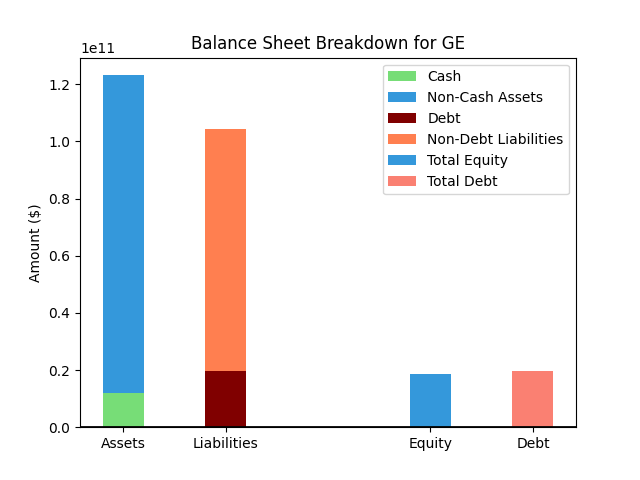 Balance Sheet Breakdown for GE
1e11
Cash
Non-Cash Assets
Debt
Non-Debt Liabilities
Total Equity
Total Debt
Amount ($)
1.2
1.0
0.8
0.6
0.4
0.2
0.0
Assets Liabilities Equity Debt